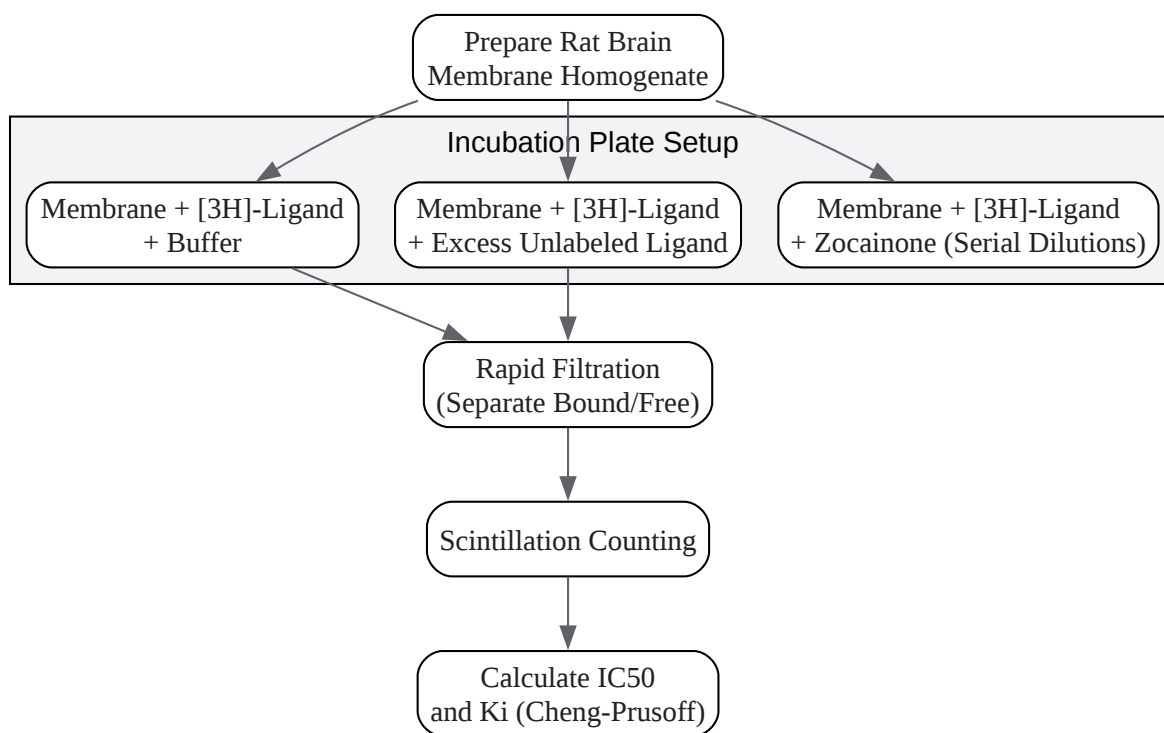 Prepare Rat Brain
Membrane Homogenate
Incubation Plate Setup
Membrane + [3H]-Ligand
+ Buffer
Membrane + [3H]-Ligand
+ Excess Unlabeled Ligand
Membrane + [3H]-Ligand
+ Zocainone (Serial Dilutions)
Rapid Filtration
(Separate Bound/Free)
Scintillation Counting
Calculate IC50
and Ki (Cheng-Prusoff)